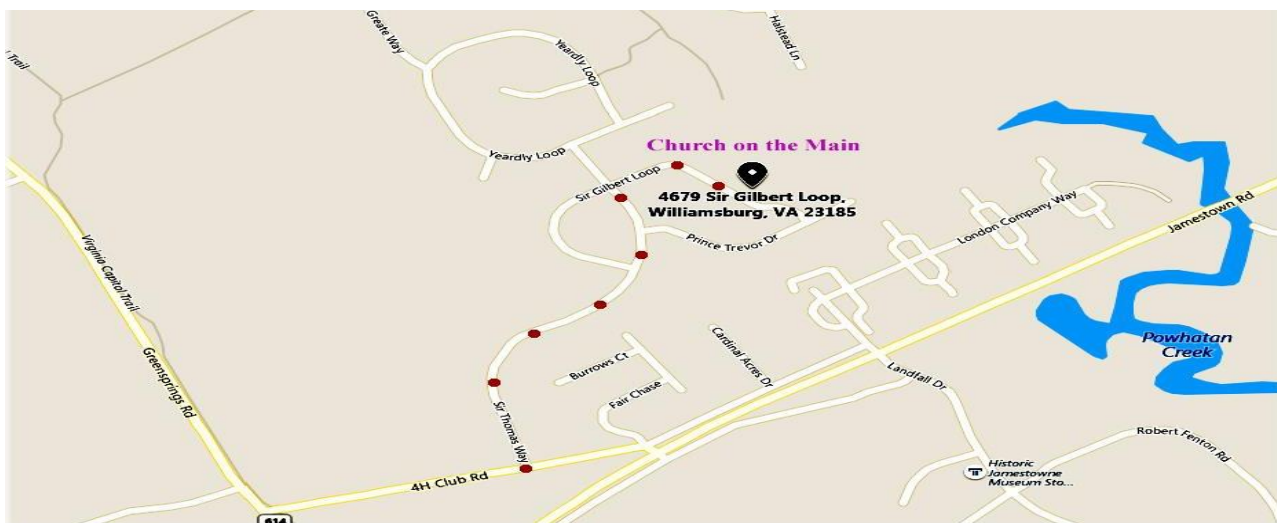 Greate Way
Halstead Ln
Trail
Yeardly Loop
Yeardly Loop
Church on the Main
Sir Gilbert Loop
4679 Sir Gilbert Loop,
Williamsburg, VA 23185
London Company Way
Jamestown Rd
Prince Trevor Dr
Virginia Capitol Trail
Powhatan
Creek
Greensprings Rd
Cardinal Acres Dr
Burrows Ct
Landfall Dr
Fair Chase
Sir Thomas Way
Robert Fenton Rd
4H Club Rd
Historic
Jamestowne
Museum Sto...
614